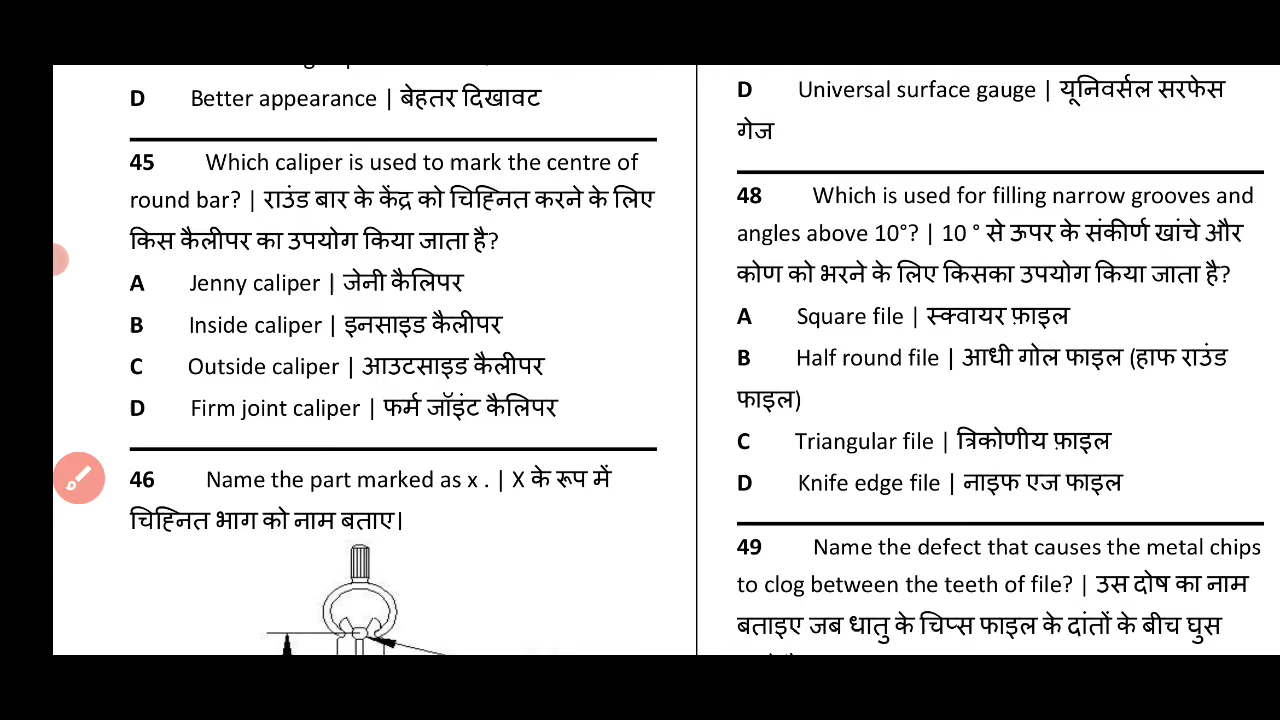 D Better appearance | बेहतर दिखावट
45 Which caliper is used to mark the centre of
round bar? | राउंड बार के केंद्र को चिह्नित करने के लिए
किस कैलीपर का उपयोग किया जाता है?
A Jenny caliper | जेनी कैलिपर
B Inside caliper | इनसाइड कैलीपर
C Outside caliper | आउटसाइड कैलीपर
D Firm joint caliper | फर्म जॉइंट कैलिपर
46 Name the part marked as x . | X के रूप में
चिह्नित भाग को नाम बताए।
D Universal surface gauge | यूनिवर्सल सरफेस
गेज
48 Which is used for filling narrow grooves and
angles above 10°? | 10 ° से ऊपर के संकीर्ण खांचे और
कोण को भरने के लिए किसका उपयोग किया जाता है?
A Square file | स्क्वायर फ़ाइल
B Half round file | आधी गोल फाइल (हाफ राउंड
फाइल)
C Triangular file | त्रिकोणीय फ़ाइल
D Knife edge file | नाइफ एज फाइल
49 Name the defect that causes the metal chips
to clog between the teeth of file? | उस दोष का नाम
बताइए जब धातु के चिप्स फाइल के दांतों के बीच घुस